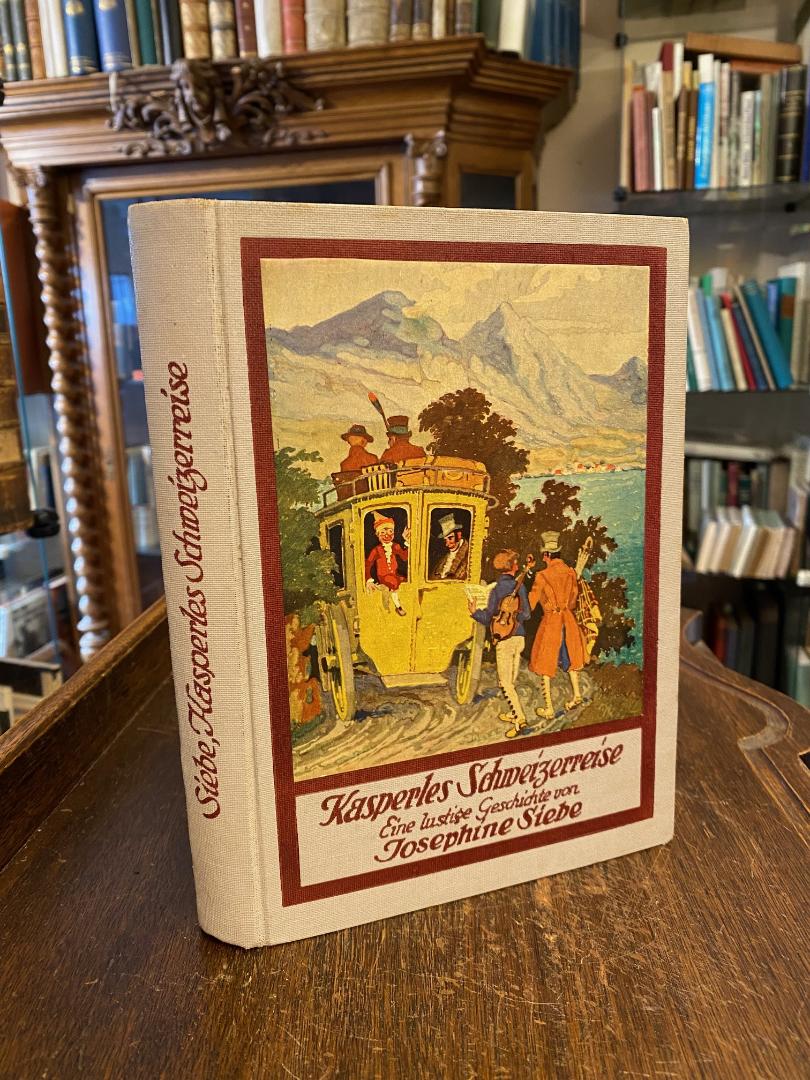 Siebe, Kasperles Schweizerreise
Kasperles Schweizerreise
Eine lustige Geschichte von
Josephine Siebe